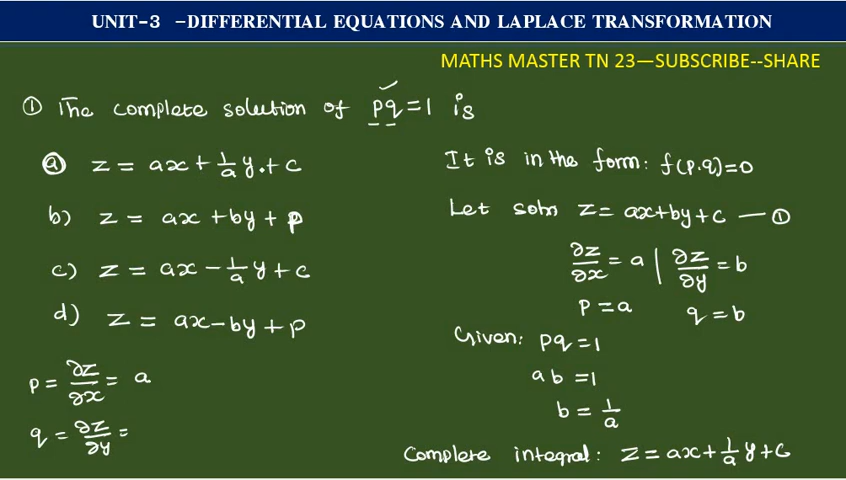 UNIT-3 –DIFFERENTIAL EQUATIONS AND LAPLACE TRANSFORMATION
MATHS MASTER TN 23—SUBSCRIBE--SHARE
① The complete solution of pq=1 is
ⓐ z = ax + 1/a y + c
b) z = ax + by + p
c) z = ax - 1/a y + c
d) z = ax - by + p
p = ∂z/∂x = a
q = ∂z/∂y =
It is in the form: f(p.q)=0
Let soln z = ax+by+c — ①
∂z/∂x = a | ∂z/∂y = b
p = a q = b
Given: pq = 1
ab = 1
b = 1/a
Complete integral: z = ax + 1/a y + c